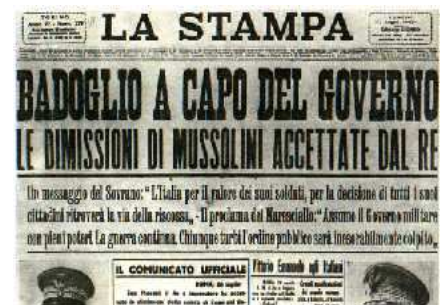 LA STAMPA
BADOGLIO A CAPO DEL GOVERNO
LE DIMISSIONI DI MUSSOLINI ACCETTATE DAL RE
Un messaggio del Sovrano: "L'Italia per il valore dei suoi soldati, per la decisione di tutti i suoi
cittadini ritroverà la via della riscossa„ - Il proclama del Maresciallo: "Assumo il Governo militare
con pieni poteri. La guerra continua. Chiunque turbi l'ordine pubblico sarà inesorabilmente colpito„
IL COMUNICATO UFFICIALE
Vittorio Emanuele agli Italiani